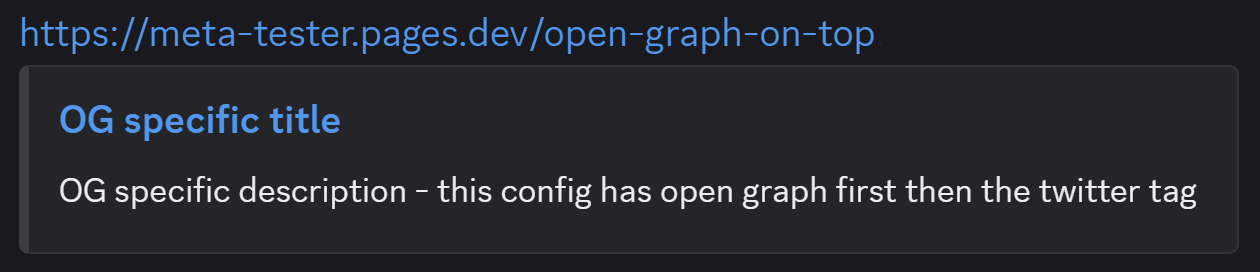 https://meta-tester.pages.dev/open-graph-on-top
OG specific title
OG specific description - this config has open graph first then the twitter tag